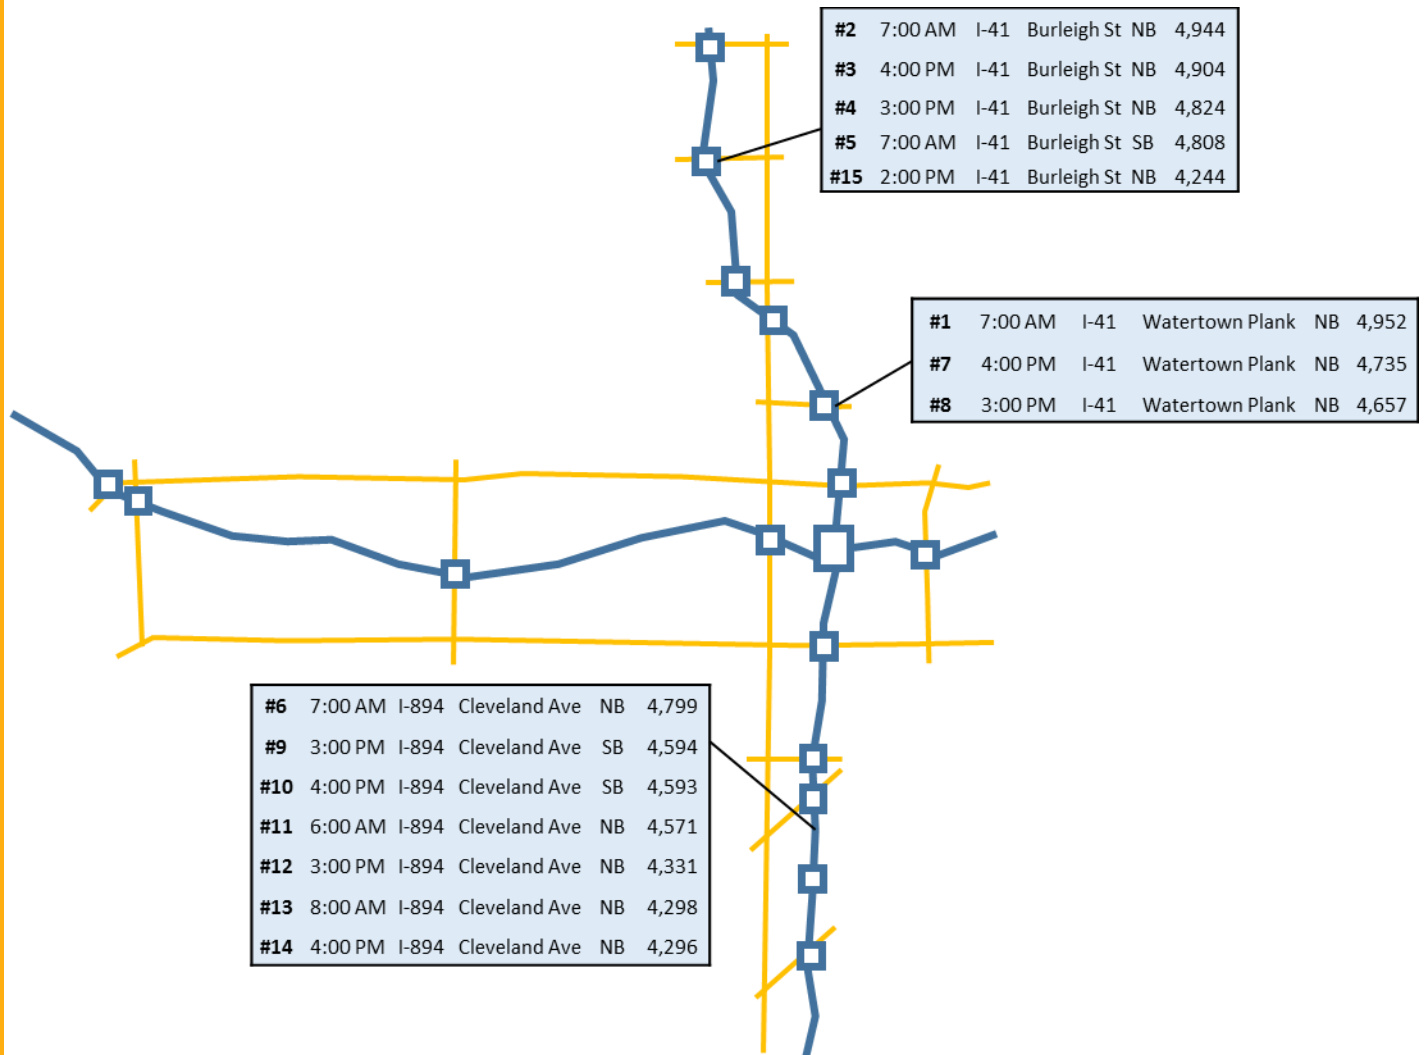 #2 7:00 AM I-41 Burleigh St NB 4,944
#3 4:00 PM I-41 Burleigh St NB 4,904
#4 3:00 PM I-41 Burleigh St NB 4,824
#5 7:00 AM I-41 Burleigh St SB 4,808
#15 2:00 PM I-41 Burleigh St NB 4,244
#1 7:00 AM I-41 Watertown Plank NB 4,952
#7 4:00 PM I-41 Watertown Plank NB 4,735
#8 3:00 PM I-41 Watertown Plank NB 4,657
#6 7:00 AM I-894 Cleveland Ave NB 4,799
#9 3:00 PM I-894 Cleveland Ave SB 4,594
#10 4:00 PM I-894 Cleveland Ave SB 4,593
#11 6:00 AM I-894 Cleveland Ave NB 4,571
#12 3:00 PM I-894 Cleveland Ave NB 4,331
#13 8:00 AM I-894 Cleveland Ave NB 4,298
#14 4:00 PM I-894 Cleveland Ave NB 4,296